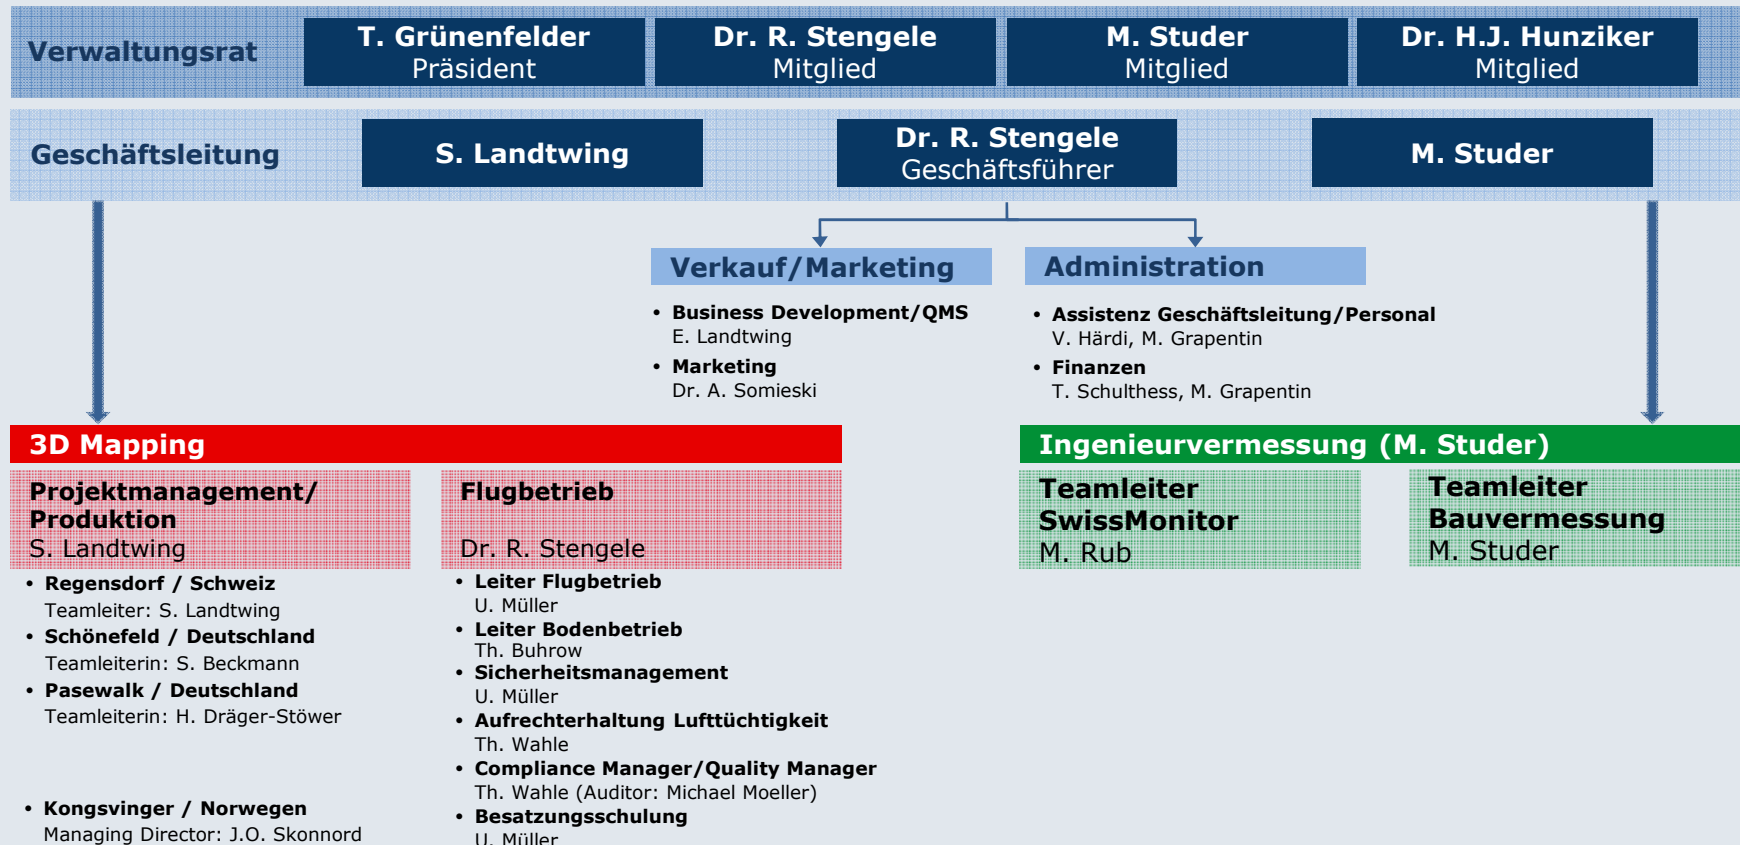 Verwaltungsrat
T. Grünenfelder
Präsident
Dr. R. Stengele
Mitglied
M. Studer
Mitglied
Dr. H.J. Hunziker
Mitglied
Geschäftsleitung
S. Landtwing
Dr. R. Stengele
Geschäftsführer
M. Studer
Verkauf/Marketing
• Business Development/QMS
E. Landtwing
• Marketing
Dr. A. Somieski
Administration
• Assistenz Geschäftsleitung/Personal
V. Härdi, M. Grapentin
• Finanzen
T. Schulthess, M. Grapentin
3D Mapping
Projektmanagement/
Produktion
S. Landtwing
• Regensdorf / Schweiz
Teamleiter: S. Landtwing
• Schönefeld / Deutschland
Teamleiterin: S. Beckmann
• Pasewalk / Deutschland
Teamleiterin: H. Dräger-Stöwer
• Kongsvinger / Norwegen
Managing Director: J.O. Skonnord
Flugbetrieb
Dr. R. Stengele
• Leiter Flugbetrieb
U. Müller
• Leiter Bodenbetrieb
Th. Buhrow
• Sicherheitsmanagement
U. Müller
• Aufrechterhaltung Lufttüchtigkeit
Th. Wahle
• Compliance Manager/Quality Manager
Th. Wahle (Auditor: Michael Moeller)
• Besatzungsschulung
U. Müller
Ingenieurvermessung (M. Studer)
Teamleiter
SwissMonitor
M. Rub
Teamleiter
Bauvermessung
M. Studer